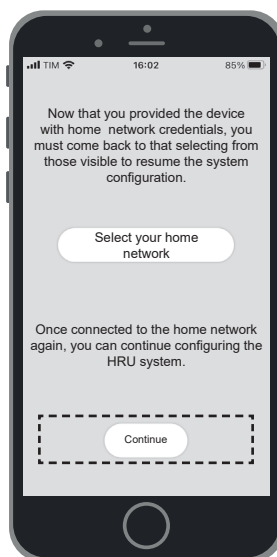 TIM 16:02 85%
Now that you provided the device
with home network credentials, you
must come back to that selecting from
those visible to resume the system
configuration.
Select your home
network
Once connected to the home network
again, you can continue configuring the
HRU system.
Continue